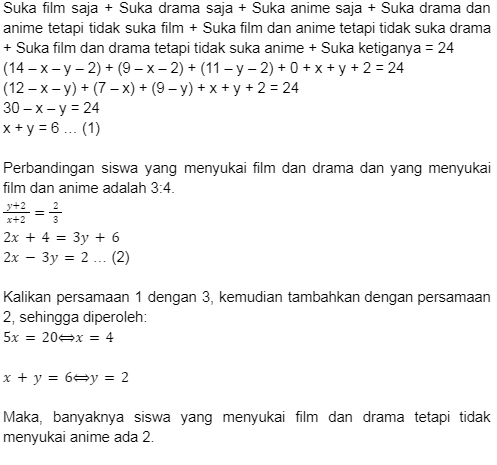 Suka film saja + Suka drama saja + Suka anime saja + Suka drama dan
anime tetapi tidak suka film + Suka film dan anime tetapi tidak suka drama
+ Suka film dan drama tetapi tidak suka anime + Suka ketiganya = 24
(14 – x – y – 2) + (9 – x – 2) + (11 – y – 2) + 0 + x + y + 2 = 24
(12 – x – y) + (7 – x) + (9 – y) + x + y + 2 = 24
30 – x – y = 24
x + y = 6 … (1)
Perbandingan siswa yang menyukai film dan drama dan yang menyukai
film dan anime adalah 3:4.
y+2/x+2 = 2/3
2x + 4 = 3y + 6
2x − 3y = 2 … (2)
Kalikan persamaan 1 dengan 3, kemudian tambahkan dengan persamaan
2, sehingga diperoleh:
5x = 20⇔x = 4
x + y = 6⇔y = 2
Maka, banyaknya siswa yang menyukai film dan drama tetapi tidak
menyukai anime ada 2.